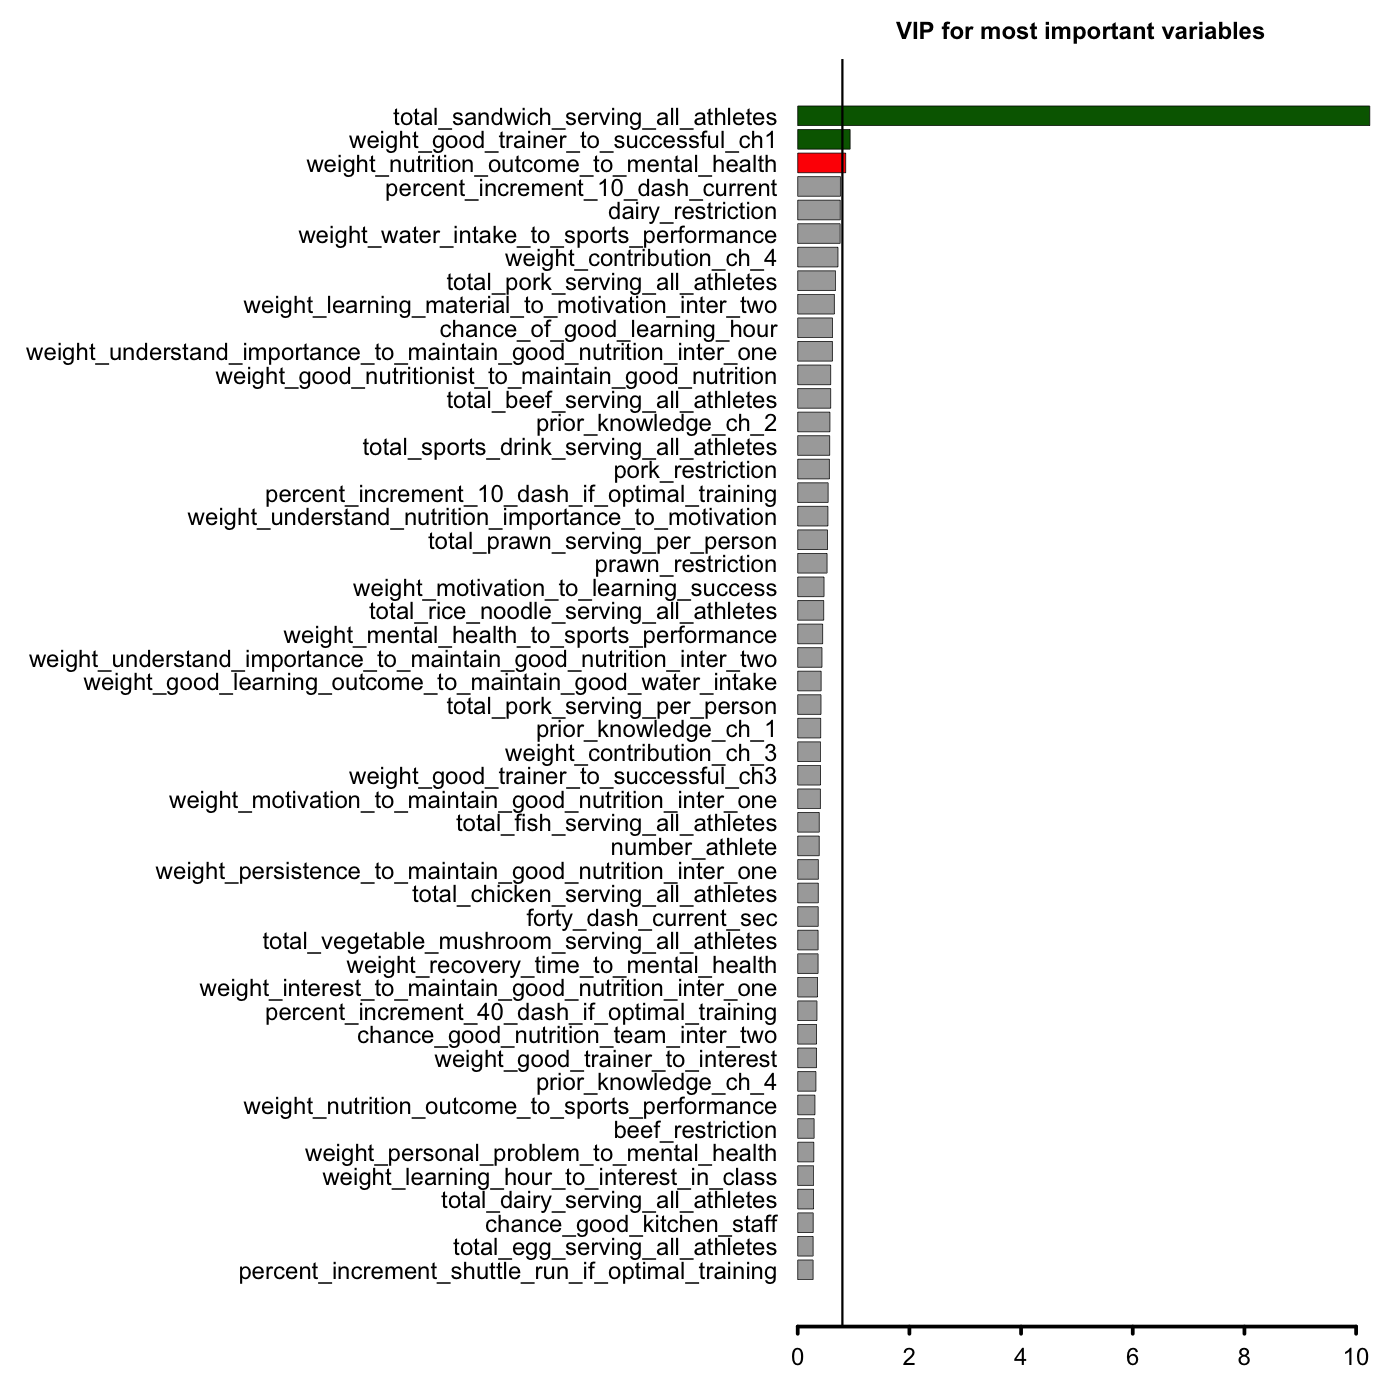 VIP for most important variables
total_sandwich_serving_all_athletes
weight_good_trainer_to_successful_ch1
weight_nutrition_outcome_to_mental_health
percent_increment_10_dash_current
dairy_restriction
weight_water_intake_to_sports_performance
weight_contribution_ch_4
total_pork_serving_all_athletes
weight_learning_material_to_motivation_inter_two
chance_of_good_learning_hour
weight_understand_importance_to_maintain_good_nutrition_inter_one
weight_good_nutritionist_to_maintain_good_nutrition
total_beef_serving_all_athletes
prior_knowledge_ch_2
total_sports_drink_serving_all_athletes
pork_restriction
percent_increment_10_dash_if_optimal_training
weight_understand_nutrition_importance_to_motivation
total_prawn_serving_per_person
prawn_restriction
weight_motivation_to_learning_success
total_rice_noodle_serving_all_athletes
weight_mental_health_to_sports_performance
weight_understand_importance_to_maintain_good_nutrition_inter_two
weight_good_learning_outcome_to_maintain_good_water_intake
total_pork_serving_per_person
prior_knowledge_ch_1
weight_contribution_ch_3
weight_good_trainer_to_successful_ch3
weight_motivation_to_maintain_good_nutrition_inter_one
total_fish_serving_all_athletes
number_athlete
weight_persistence_to_maintain_good_nutrition_inter_one
total_chicken_serving_all_athletes
forty_dash_current_sec
total_vegetable_mushroom_serving_all_athletes
weight_recovery_time_to_mental_health
weight_interest_to_maintain_good_nutrition_inter_one
percent_increment_40_dash_if_optimal_training
chance_good_nutrition_team_inter_two
weight_good_trainer_to_interest
prior_knowledge_ch_4
weight_nutrition_outcome_to_sports_performance
beef_restriction
weight_personal_problem_to_mental_health
weight_learning_hour_to_interest_in_class
total_dairy_serving_all_athletes
chance_good_kitchen_staff
total_egg_serving_all_athletes
percent_increment_shuttle_run_if_optimal_training
0 2 4 6 8 10